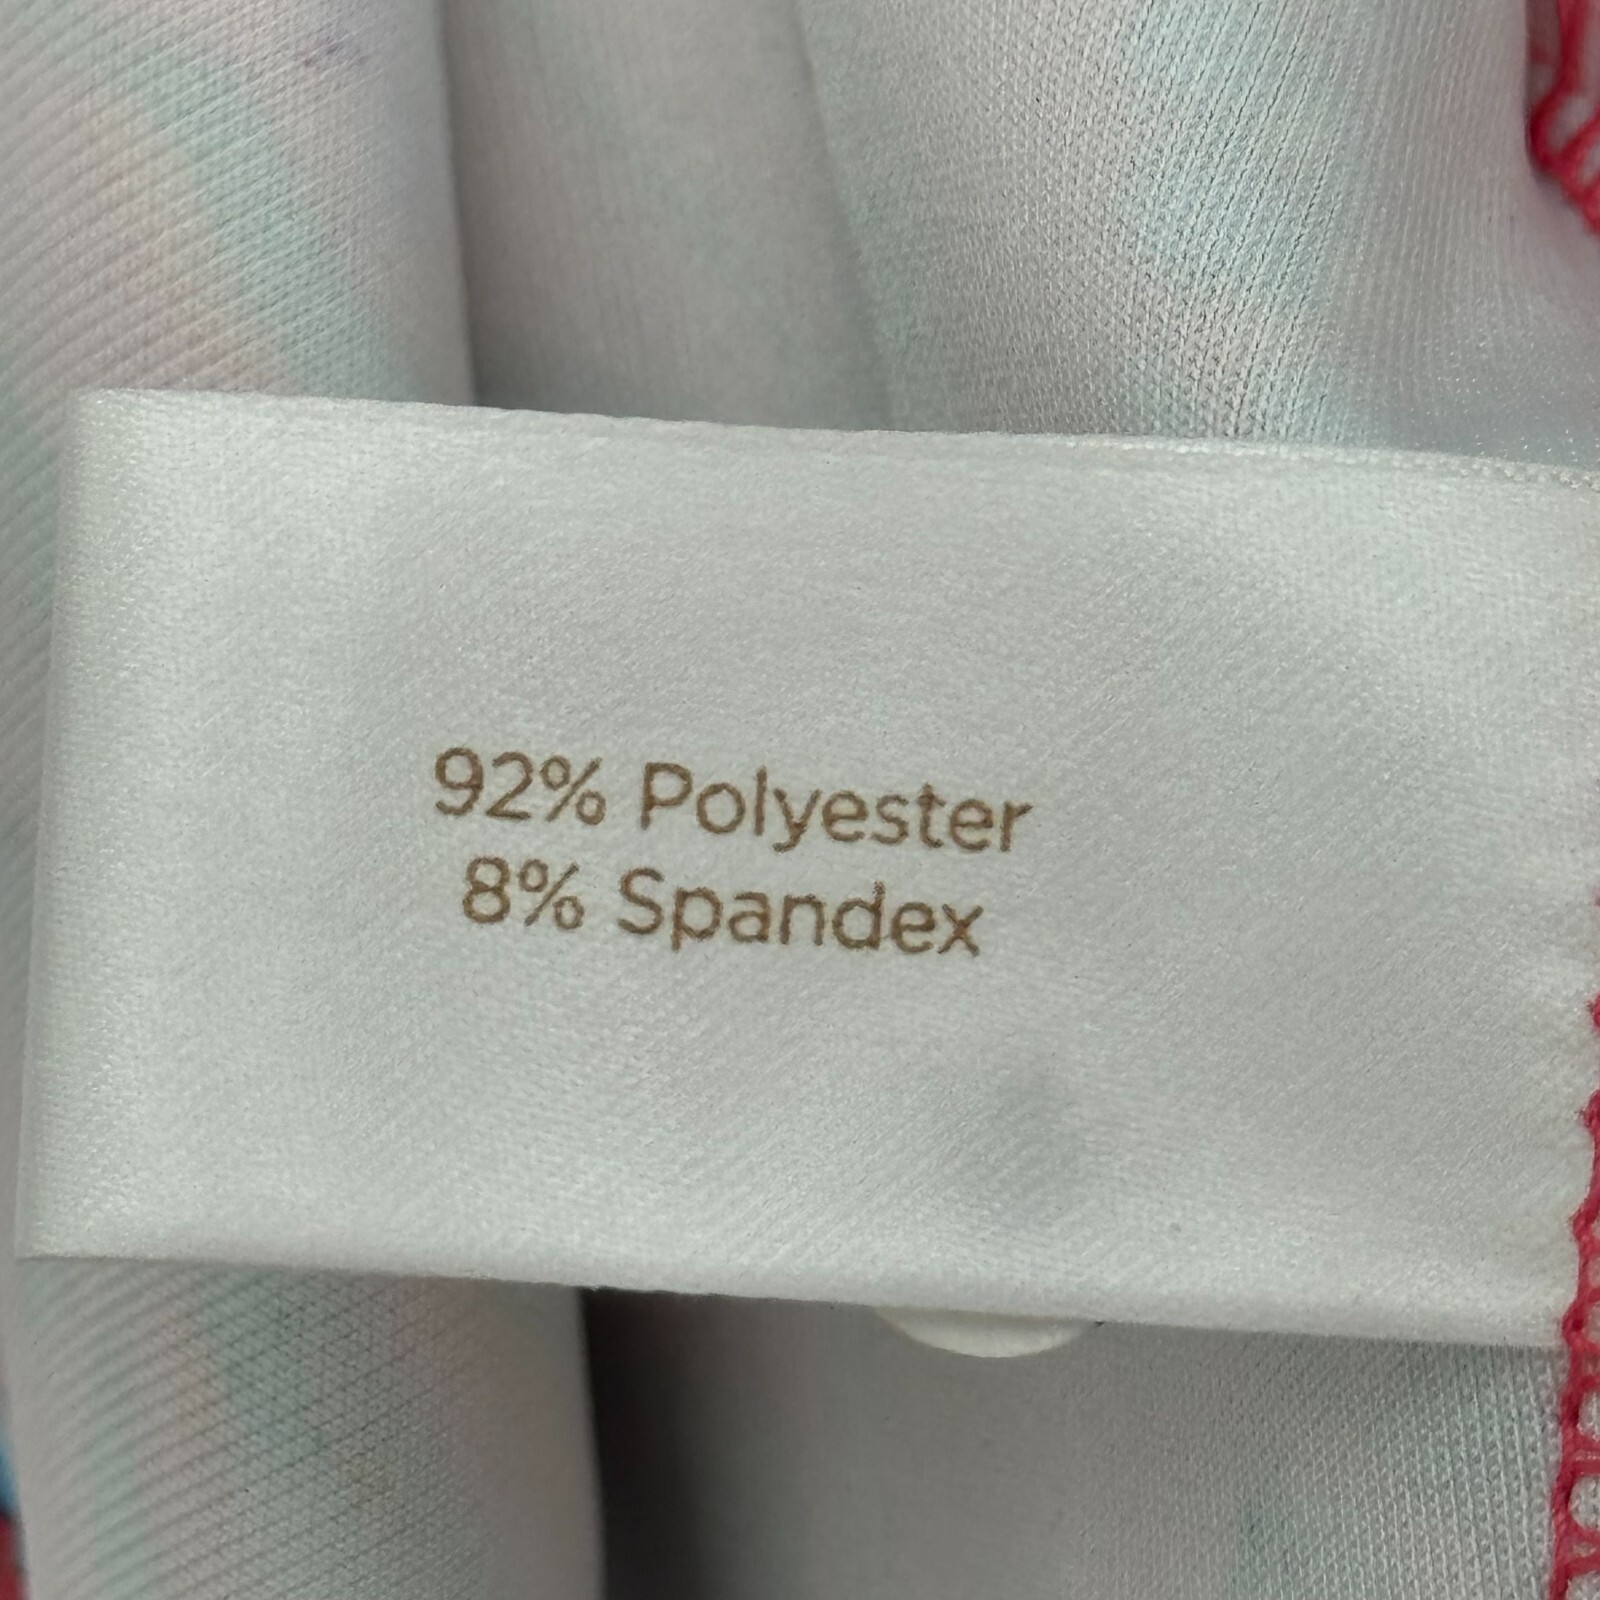 92% Polyester
8% Spandex